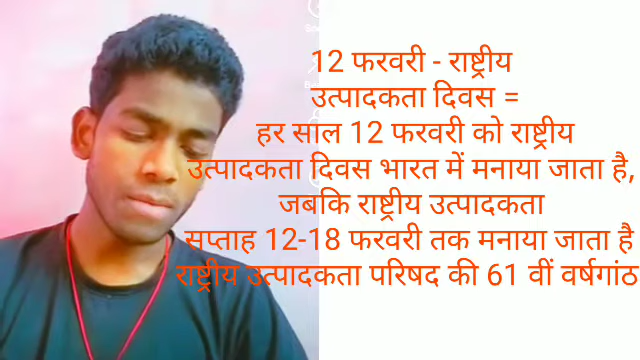 12 फरवरी - राष्ट्रीय
उत्पादकता दिवस =
हर साल 12 फरवरी को राष्ट्रीय
उत्पादकता दिवस भारत में मनाया जाता है,
जबकि राष्ट्रीय उत्पादकता
सप्ताह 12-18 फरवरी तक मनाया जाता है
राष्ट्रीय उत्पादकता परिषद की 61 वीं वर्षगांठ